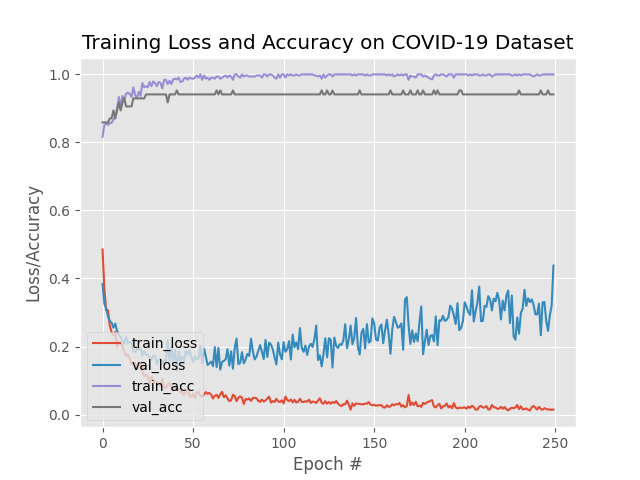 Training Loss and Accuracy on COVID-19 Dataset
1.0
0.8
0.6
0.4
0.2
0.0
Loss/Accuracy
train_loss
val_loss
train_acc
val_acc
0 50 100 150 200 250
Epoch #